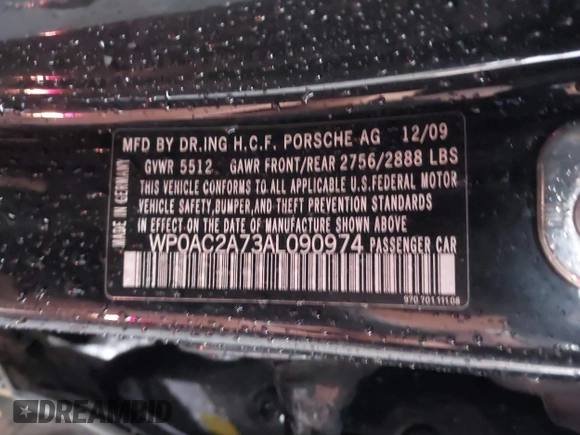 MFD BY DR.ING H.C.F. PORSCHE AG 12/09
GVWR 5512 GAWR FRONT/REAR 2756/2888 LBS
THIS VEHICLE CONFORMS TO ALL APPLICABLE U.S.FEDERAL MOTOR
VEHICLE SAFETY,BUMPER,AND THEFT PREVENTION STANDARDS
IN EFFECT ON THE DATE OF MANUFACTURE SHOWN ABOVE
WP0AC2A73AL090974 PASSENGER CAR
MADE IN GERMANY
970 701 111 08
DREAMBID